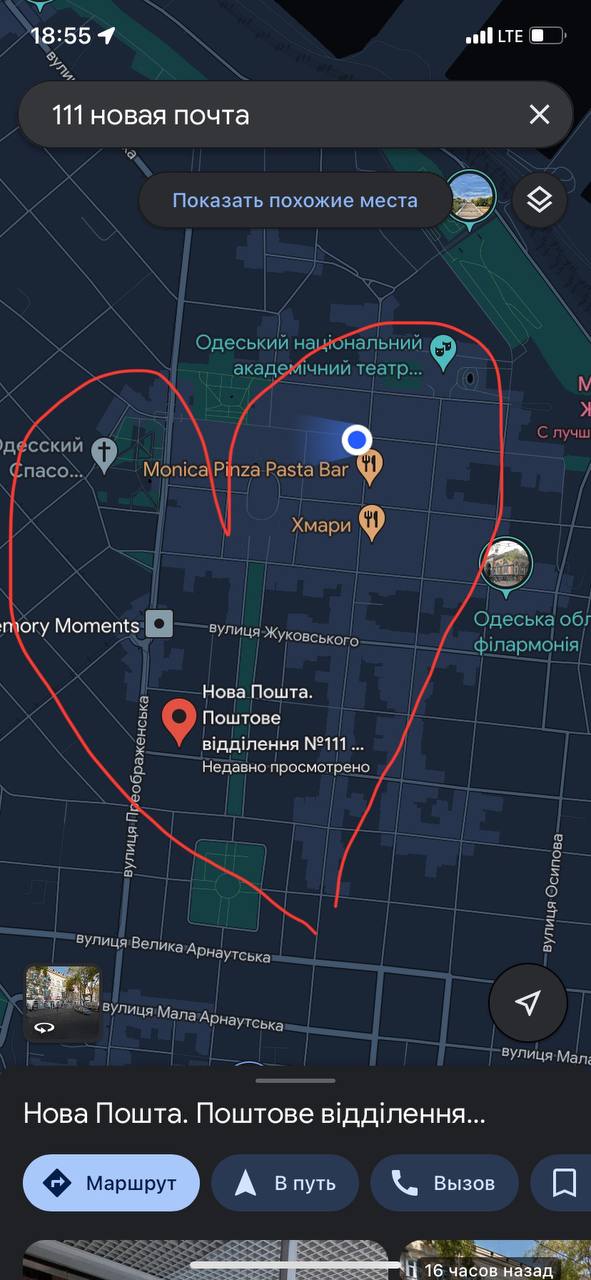 18:55
LTE
111 новая почта
Показать похожие места
Одеський національний
академічний театр...
С лучш
Одесский
Спасо...
Monica Pinza Pasta Bar
Хмари
Одеська обл
філармонія
emory Moments
вулиця Жуковського
Нова Пошта.
Поштове
відділення №111 ...
Недавно просмотрено
вулиця Преображенська
вулиця Осипова
вулиця Велика Арнаутська
вулиця Мала Арнаутська
вулиця Мала
Нова Пошта. Поштове відділення...
Маршрут
В путь
Вызов
16 часов назад